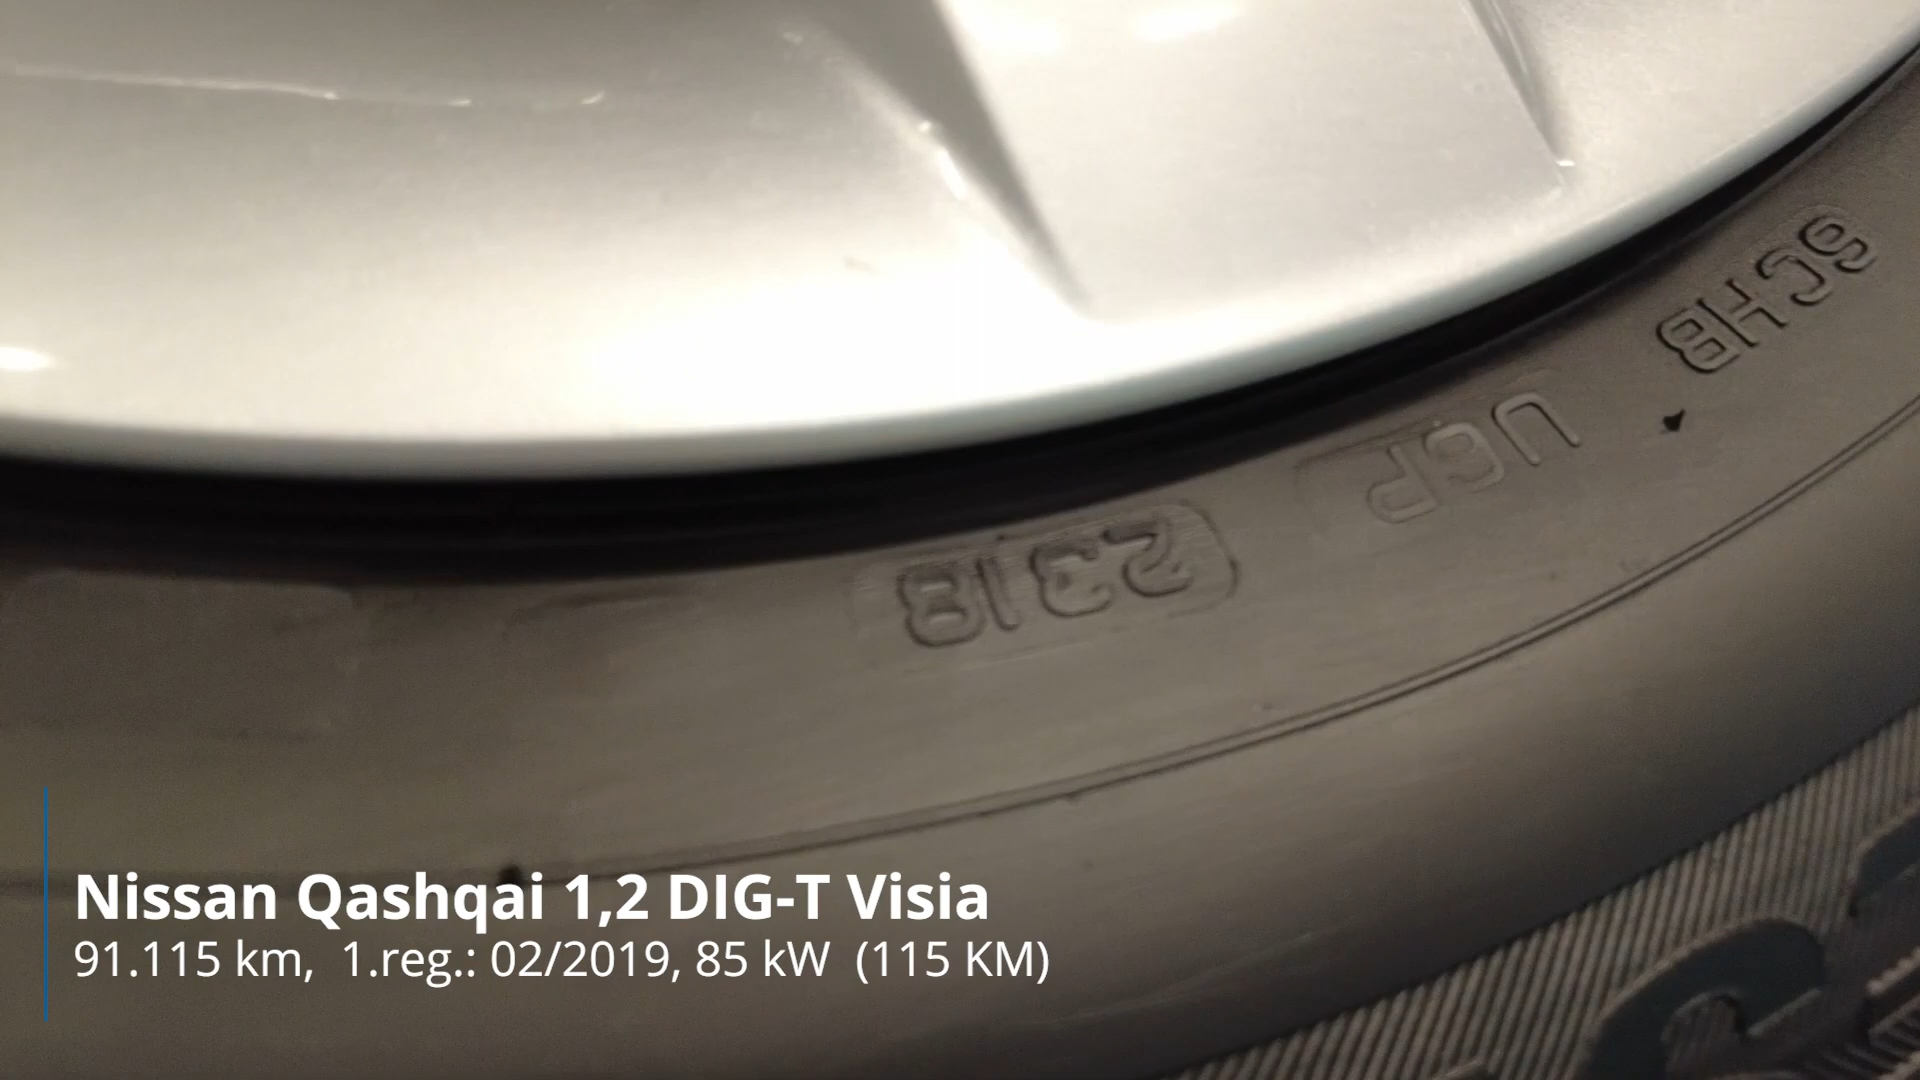 6CHB UGP 2318
Nissan Qashqai 1,2 DIG-T Visia
91.115 km, 1.reg.: 02/2019, 85 kW (115 KM)